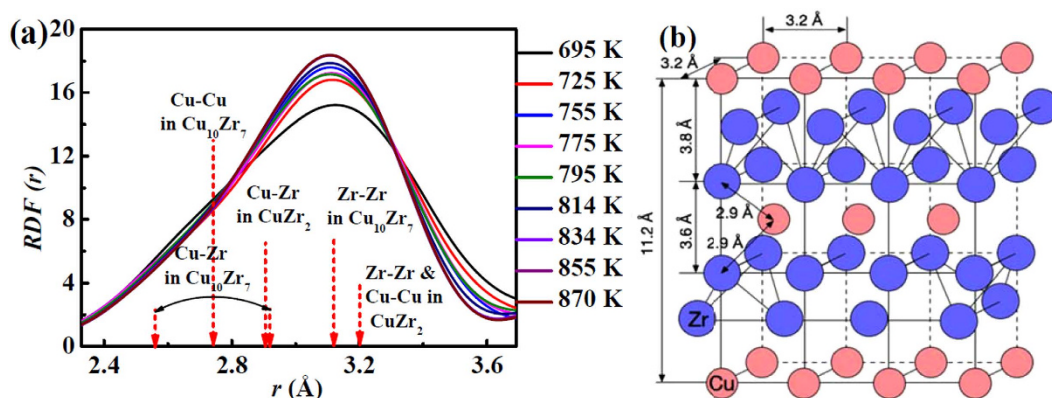 (a)
RDF (r)
20
16
12
8
4
0
2.4 2.8 3.2 3.6
r (Å)
Cu-Cu
in Cu10Zr7
Cu-Zr
in Cu10Zr7
Cu-Zr
in CuZr2
Zr-Zr
in Cu10Zr7
Zr-Zr &
Cu-Cu in
CuZr2
695 K
725 K
755 K
775 K
795 K
814 K
834 K
855 K
870 K
(b)
3.2 Å
3.2 Å
3.8 Å
11.2 Å
3.6 Å
2.9 Å
2.9 Å
Zr
Cu